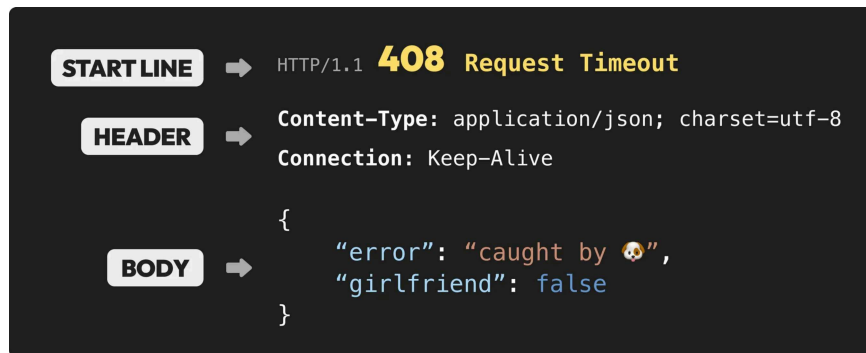 START LINE HTTP/1.1 408 Request Timeout
HEADER Content-Type: application/json; charset=utf-8
Connection: Keep-Alive
{
“error”: “caught by 🐶”,
BODY “girlfriend”: false
}